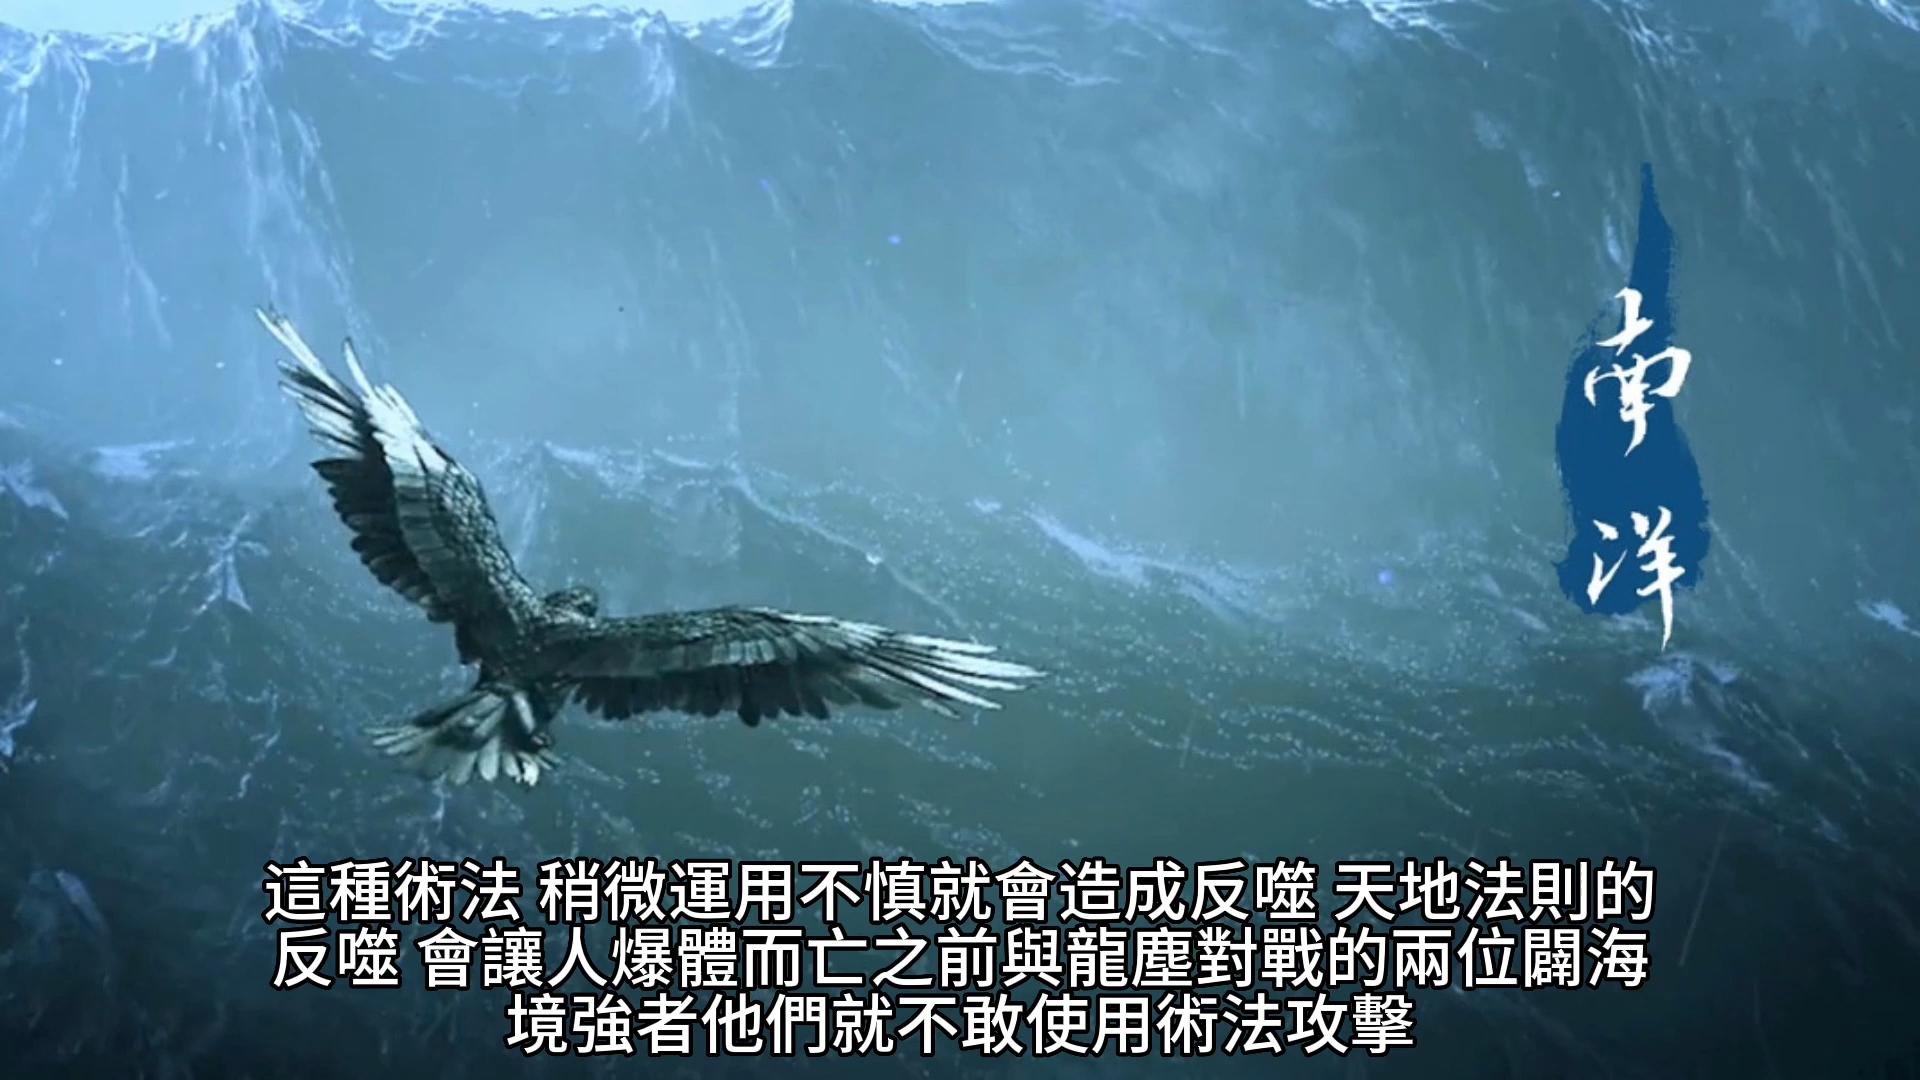 南洋
這種術法 稍微運用不慎就會造成反噬 天地法則的
反噬 會讓人爆體而亡之前與龍塵對戰的兩位闢海
境強者他們就不敢使用術法攻擊